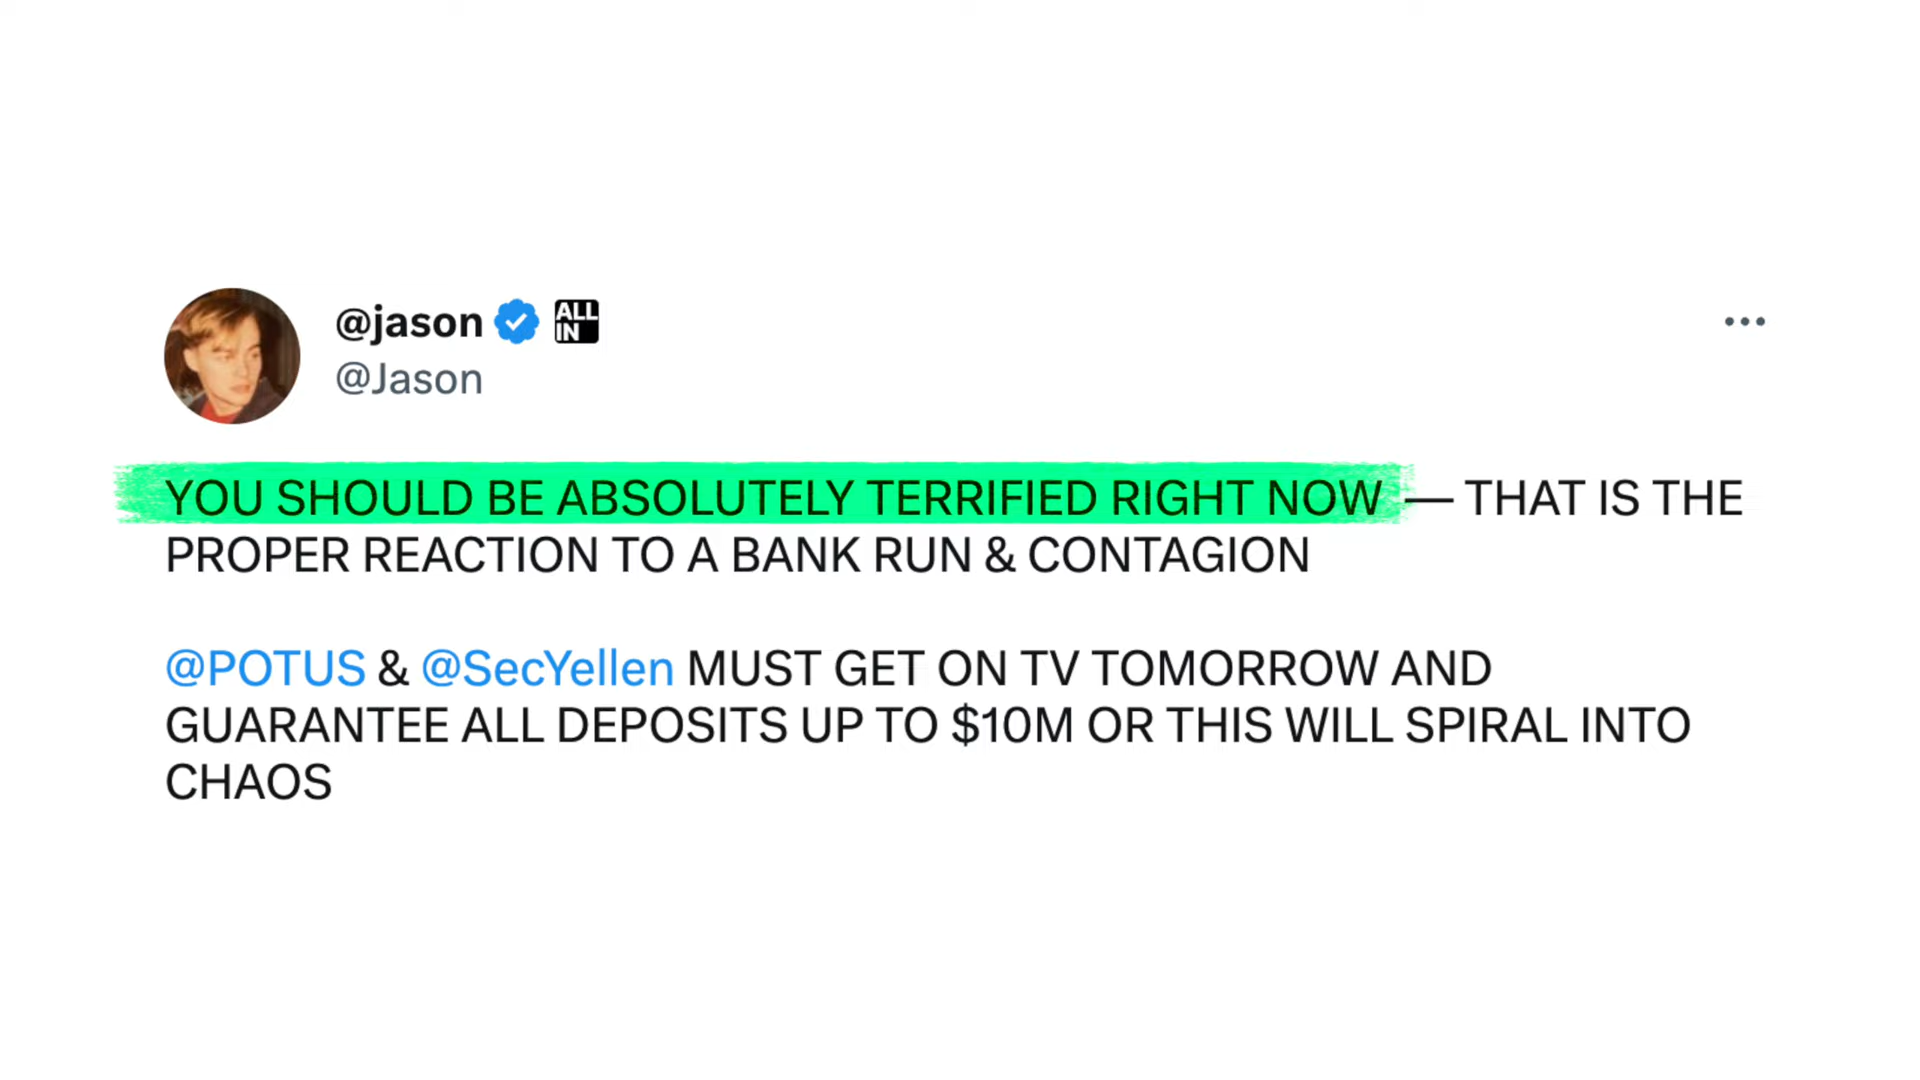 @jason ALL IN
@Jason
YOU SHOULD BE ABSOLUTELY TERRIFIED RIGHT NOW — THAT IS THE
PROPER REACTION TO A BANK RUN & CONTAGION
@POTUS & @SecYellen MUST GET ON TV TOMORROW AND
GUARANTEE ALL DEPOSITS UP TO $10M OR THIS WILL SPIRAL INTO
CHAOS